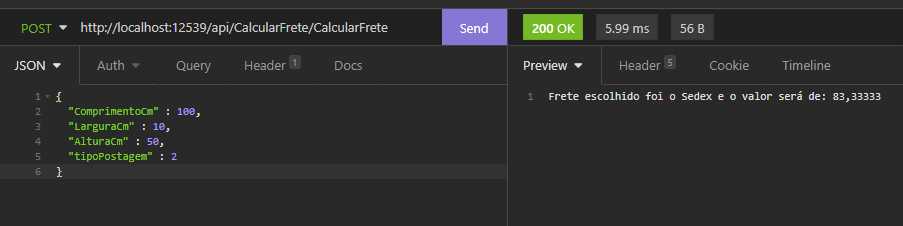 POST http://localhost:12539/api/CalcularFrete/CalcularFrete Send 200 OK 5.99 ms 56 B
JSON Auth Query Header 1 Docs Preview Header 5 Cookie Timeline
1 {
2 "ComprimentoCm" : 100,
3 "LarguraCm" : 10,
4 "AlturaCm" : 50,
5 "tipoPostagem" : 2
6 }
1 Frete escolhido foi o Sedex e o valor será de: 83,33333